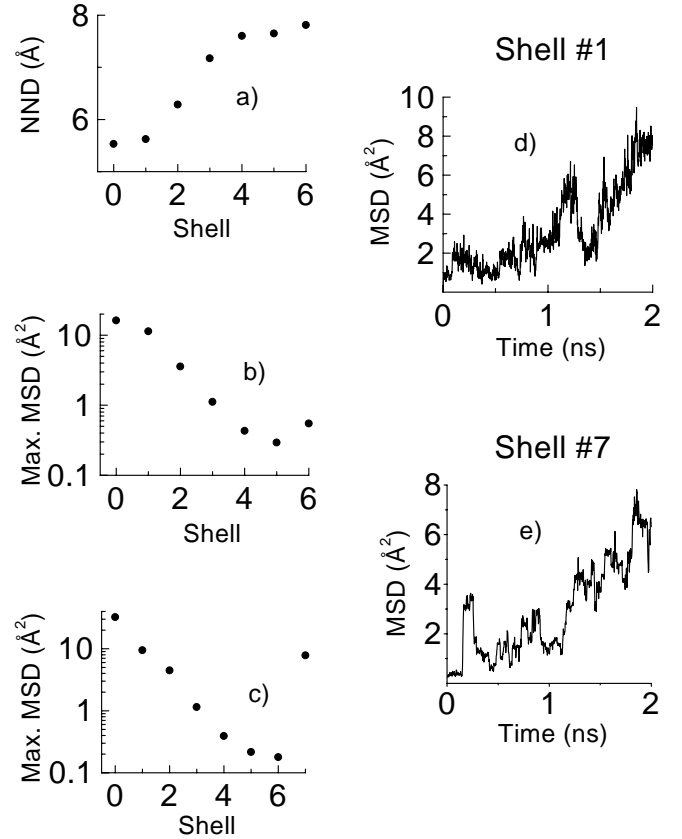 NND (Å)
8
6
a)
0 2 4 6
Shell
Max. MSD (Å²)
10
1
0.1
b)
0 2 4 6
Shell
Max. MSD (Å²)
10
1
0.1
c)
0 2 4 6
Shell
Shell #1
MSD (Å²)
10
8
6
4
2
d)
0 1 2
Time (ns)
Shell #7
MSD (Å²)
8
6
4
2
e)
0 1 2
Time (ns)